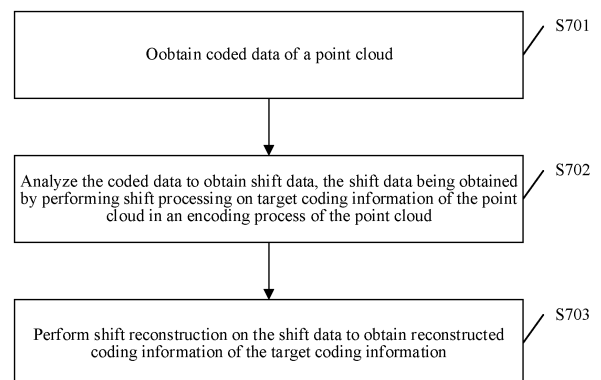 S701
Oobtain coded data of a point cloud
S702
Analyze the coded data to obtain shift data, the shift data being obtained
by performing shift processing on target coding information of the point
cloud in an encoding process of the point cloud
S703
Perform shift reconstruction on the shift data to obtain reconstructed
coding information of the target coding information